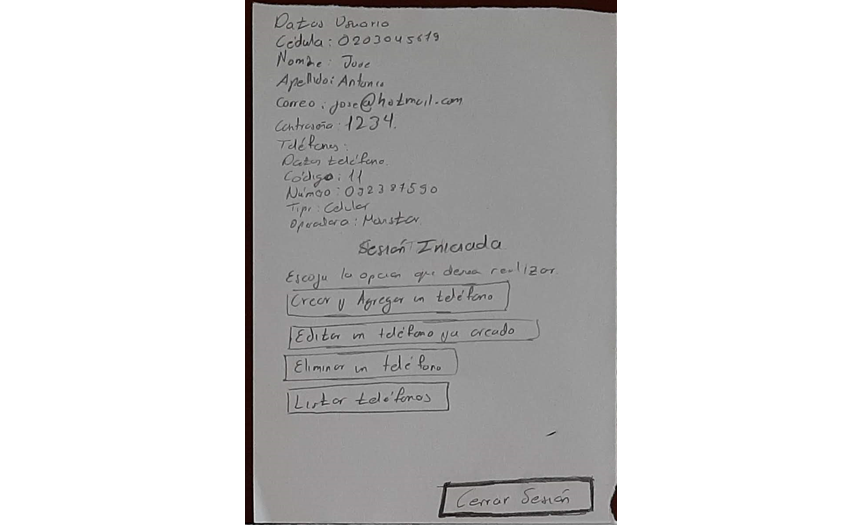 Datos Usuario
Cédula: 0203045619
Nombre: Jose
Apellido: Antonio
Correo: jose@hotmail.com
Contraseña: 1234.
Teléfonos:
Datos teléfono.
Código: 11
Número:
Tipo: Celular
Operadora: Movistar
Sesión Iniciada
Escoja la opcion que desea realizar
Crear y Agregar un teléfono
Editar un teléfono ya creado
Eliminar un teléfono
Listar teléfonos
Cerrar Sesión